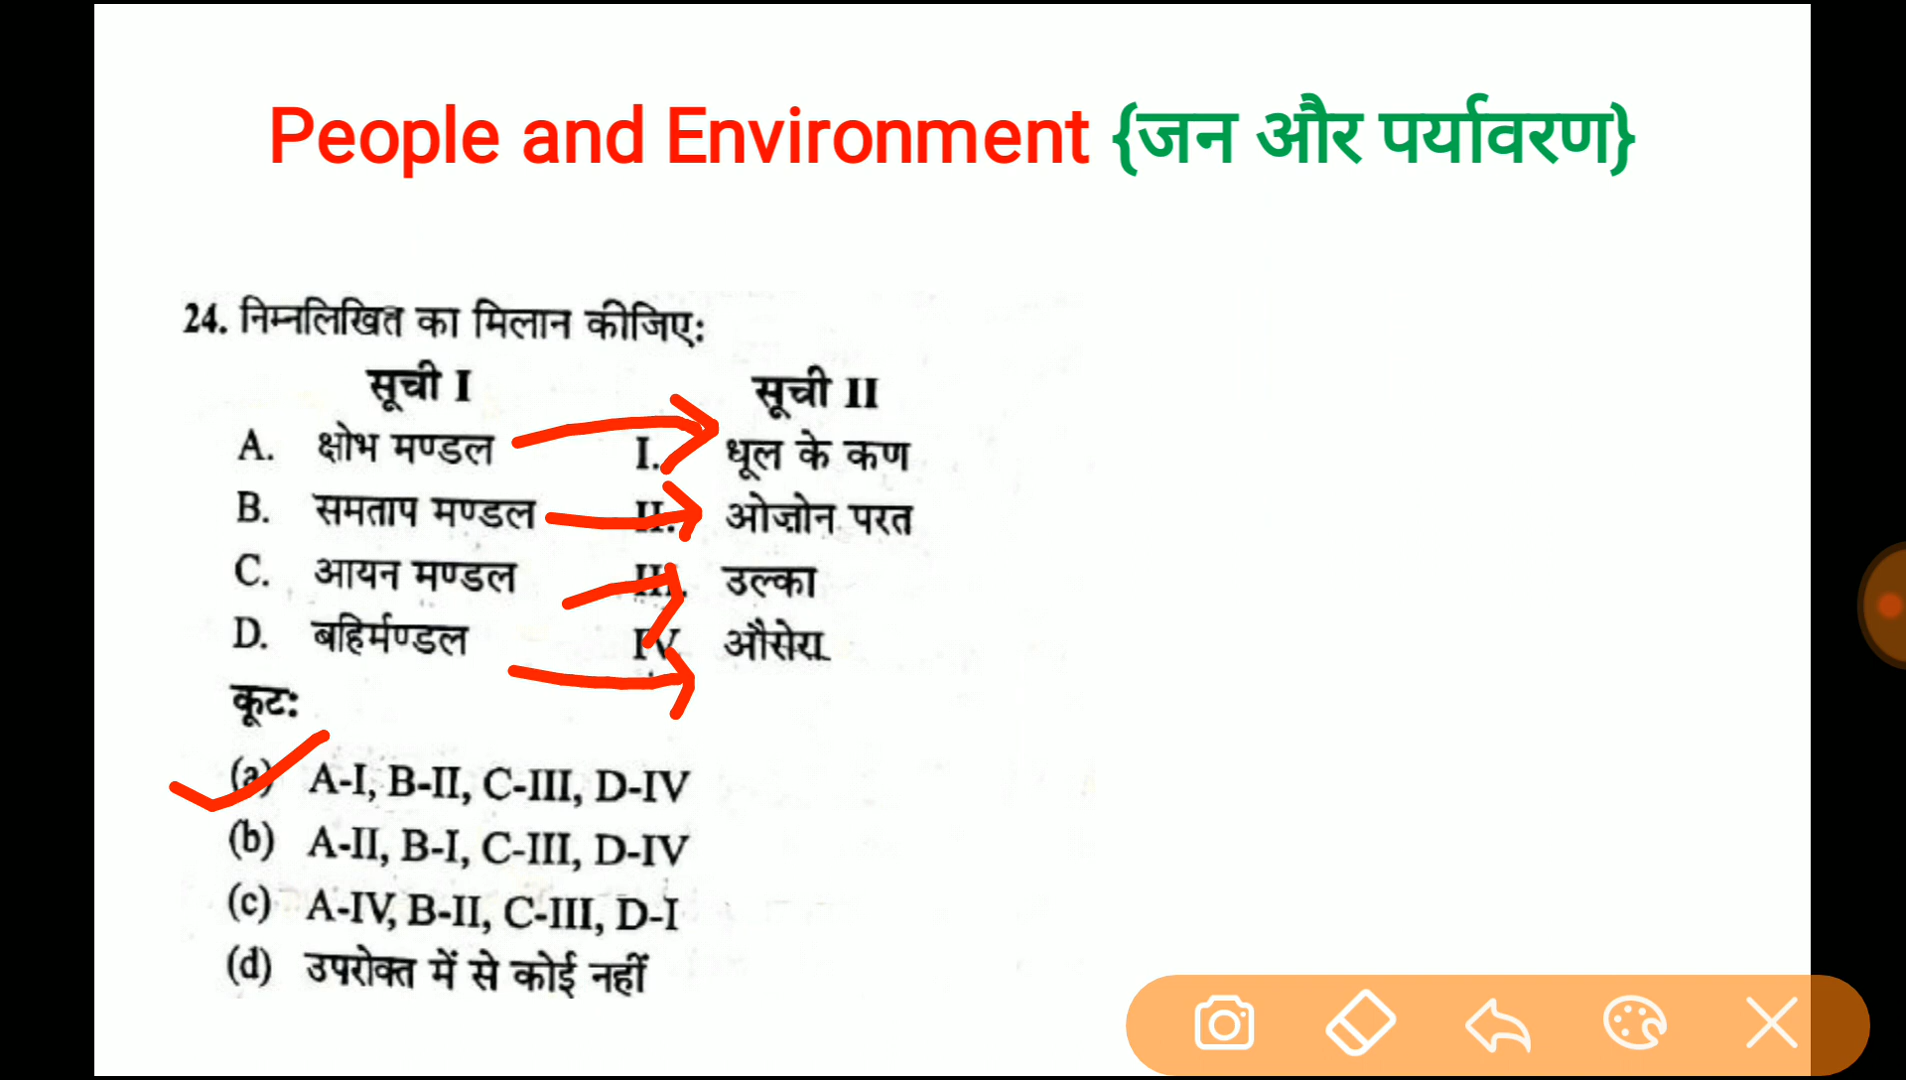 People and Environment {जन और पर्यावरण}
24. निम्नलिखित का मिलान कीजिए:
सूची I सूची II
A. क्षोभ मण्डल I. धूल के कण
B. समताप मण्डल II. ओज़ोन परत
C. आयन मण्डल III. उल्का
D. बहिर्मण्डल IV. औसेरा
कूट:
(a) A-I, B-II, C-III, D-IV
(b) A-II, B-I, C-III, D-IV
(c) A-IV, B-II, C-III, D-I
(d) उपरोक्त में से कोई नहीं